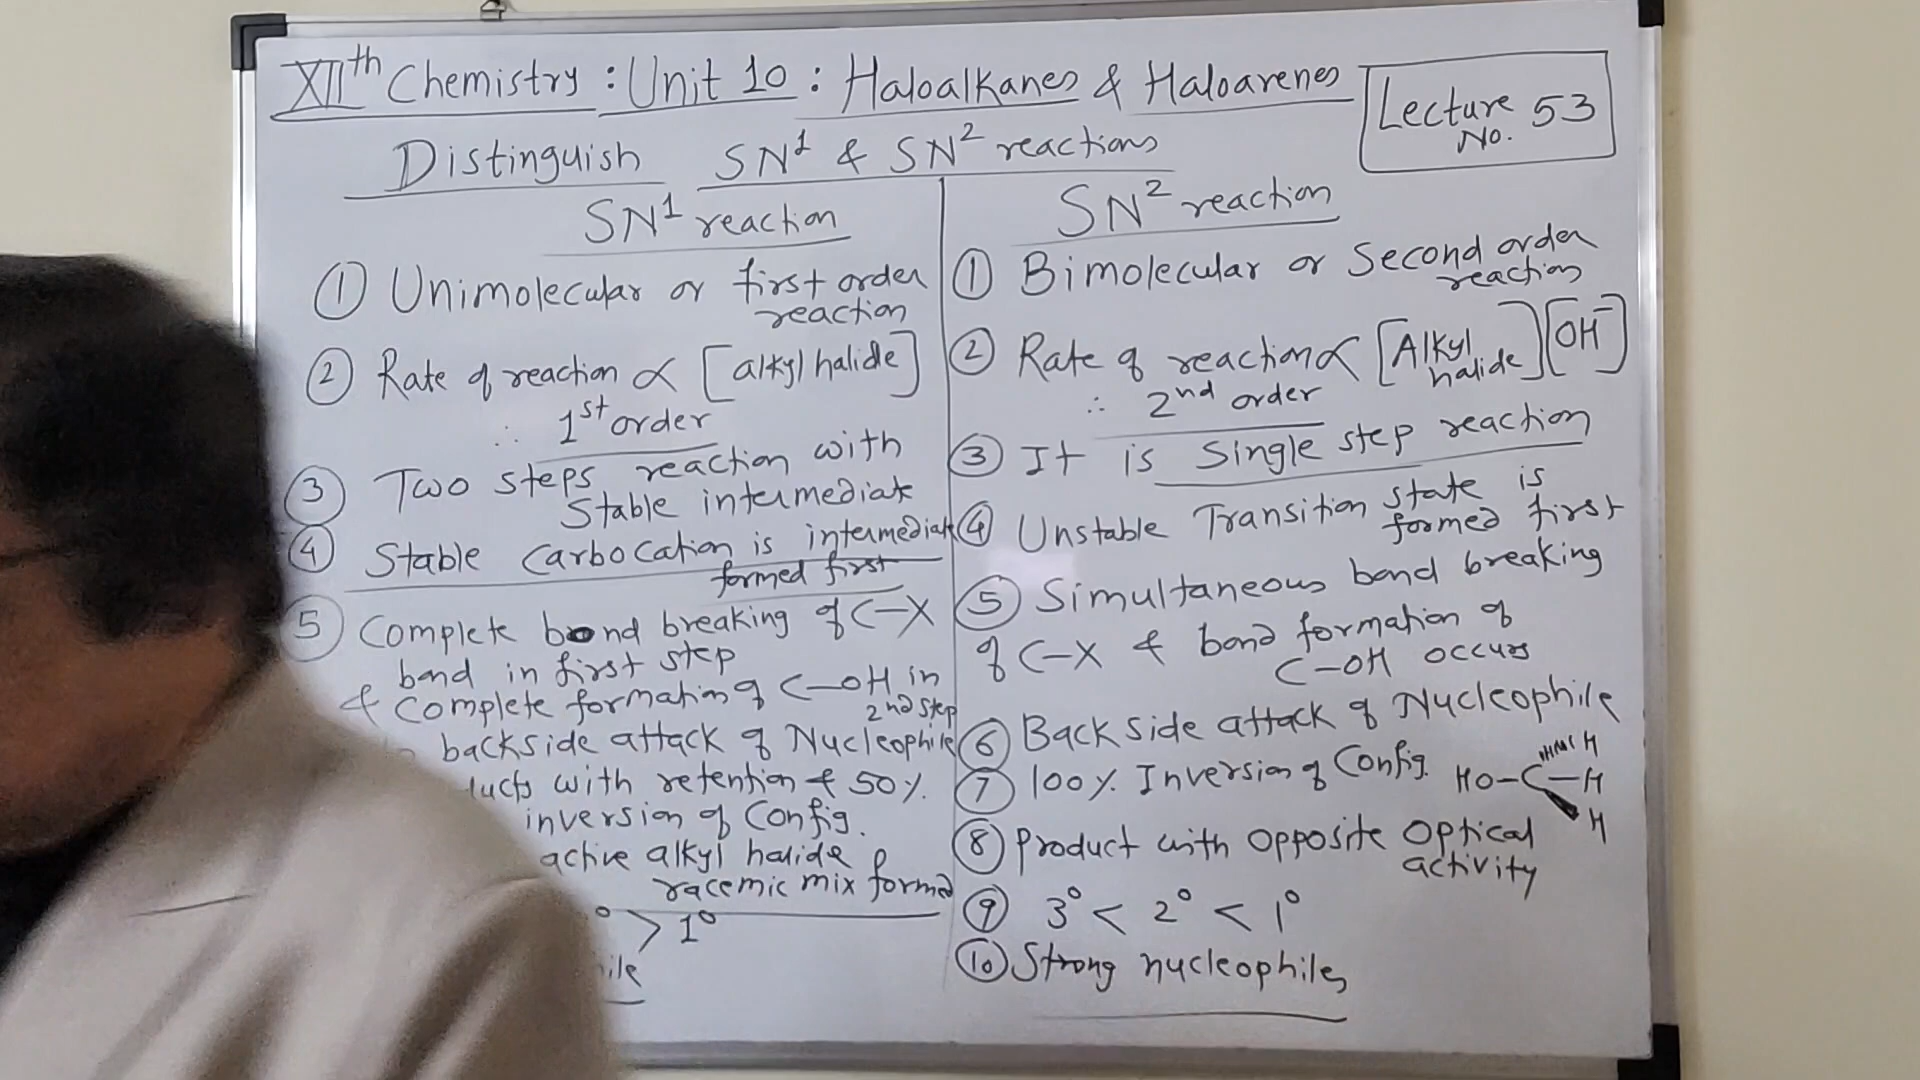 XIIth Chemistry : Unit 10 : Haloalkanes & Haloarenes
Lecture No. 53
Distinguish SN1 & SN2 reactions
SN1 reaction
① Unimolecular or first order
reaction
② Rate of reaction ∝ [alkyl halide]
∴ 1st order
③ Two steps reaction with
Stable intermediate
④ Stable Carbocation is intermediate
formed first
⑤ Complete bond breaking of C–X
bond in first step
& Complete formation of C–OH in
2nd step
backside attack of Nucleophile
with retention & 50%
inversion of Config.
active alkyl halide
racemic mix formed
> 1°
SN2 reaction
① Bimolecular or Second order
reaction
② Rate of reaction ∝ [Alkyl halide] [OH⁻]
∴ 2nd order
③ It is Single step reaction
④ Unstable Transition state is
formed first
⑤ Simultaneous bond breaking
of C–X & bond formation of
C–OH occurs
⑥ Backside attack of Nucleophile
⑦ 100% Inversion of Config.
H
HO–C–H
H
⑧ Product with opposite Optical
activity
⑨ 3° < 2° < 1°
⑩ Strong nucleophiles